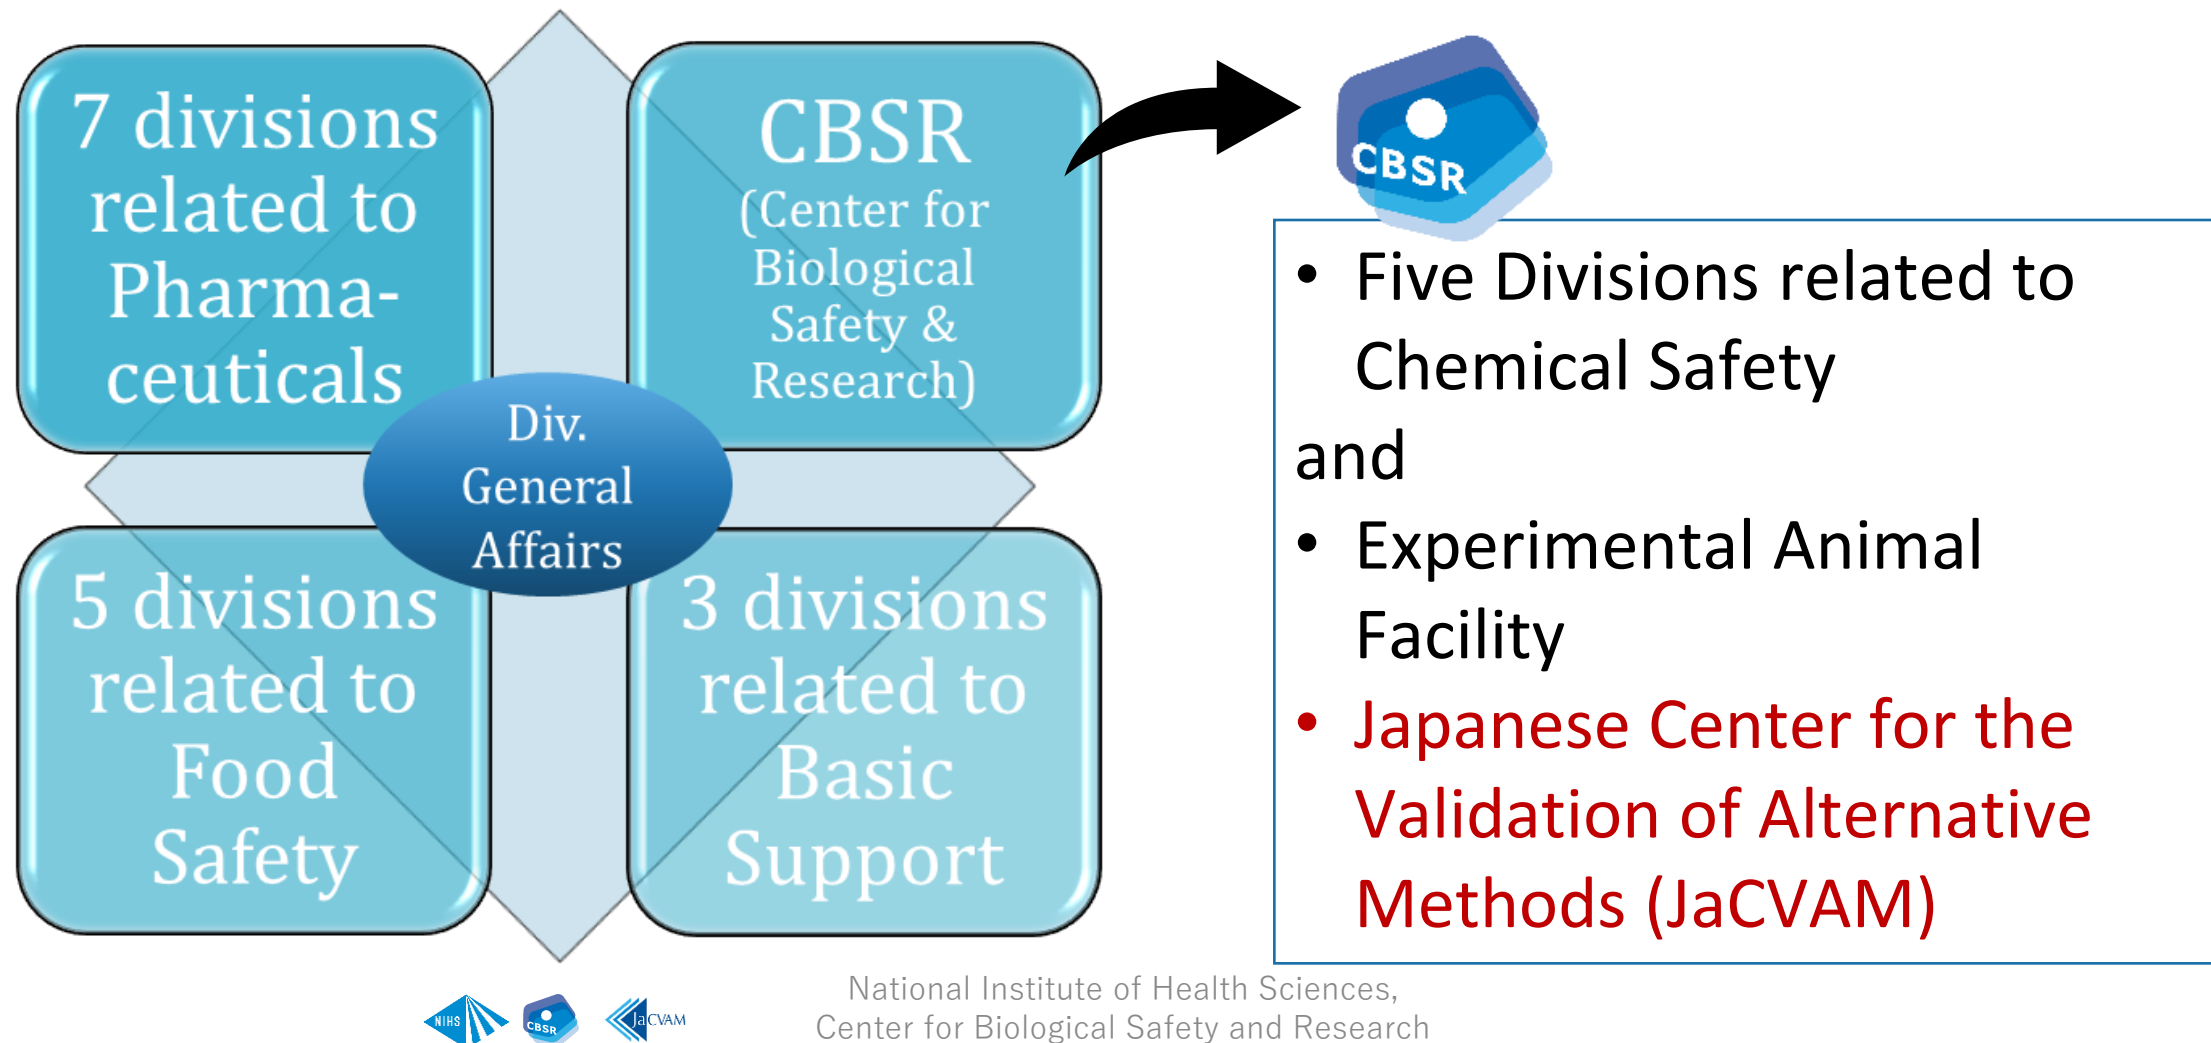 7 divisions
related to
Pharma-
ceuticals
CBSR
(Center for
Biological
Safety &
Research)
Div.
General
Affairs
5 divisions
related to
Food
Safety
3 divisions
related to
Basic
Support
CBSR
• Five Divisions related to
Chemical Safety
and
• Experimental Animal
Facility
• Japanese Center for the
Validation of Alternative
Methods (JaCVAM)
NIHS
CBSR
JaCVAM
National Institute of Health Sciences,
Center for Biological Safety and Research